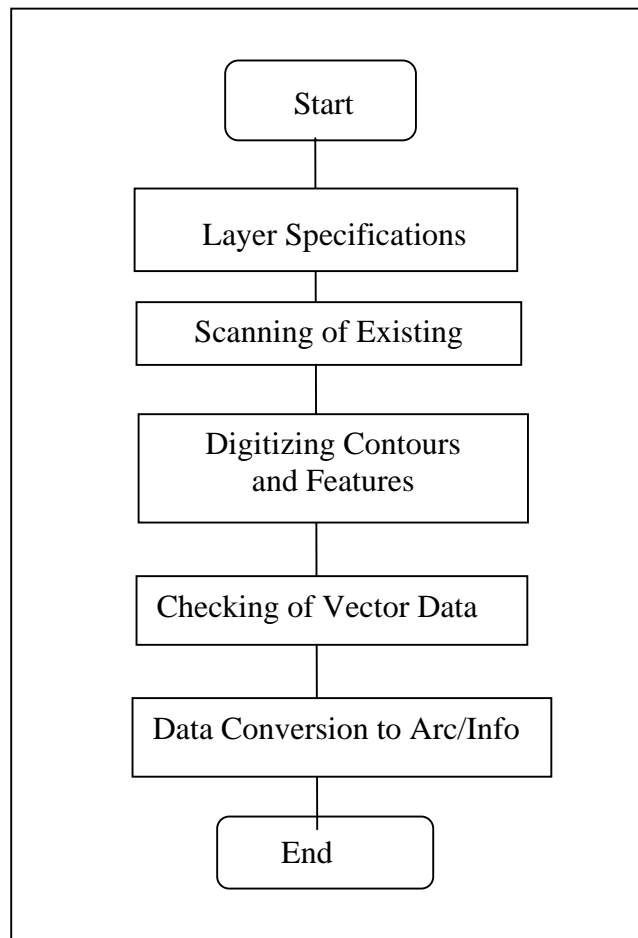 Start
Layer Specifications
Scanning of Existing
Digitizing Contours
and Features
Checking of Vector Data
Data Conversion to Arc/Info
End